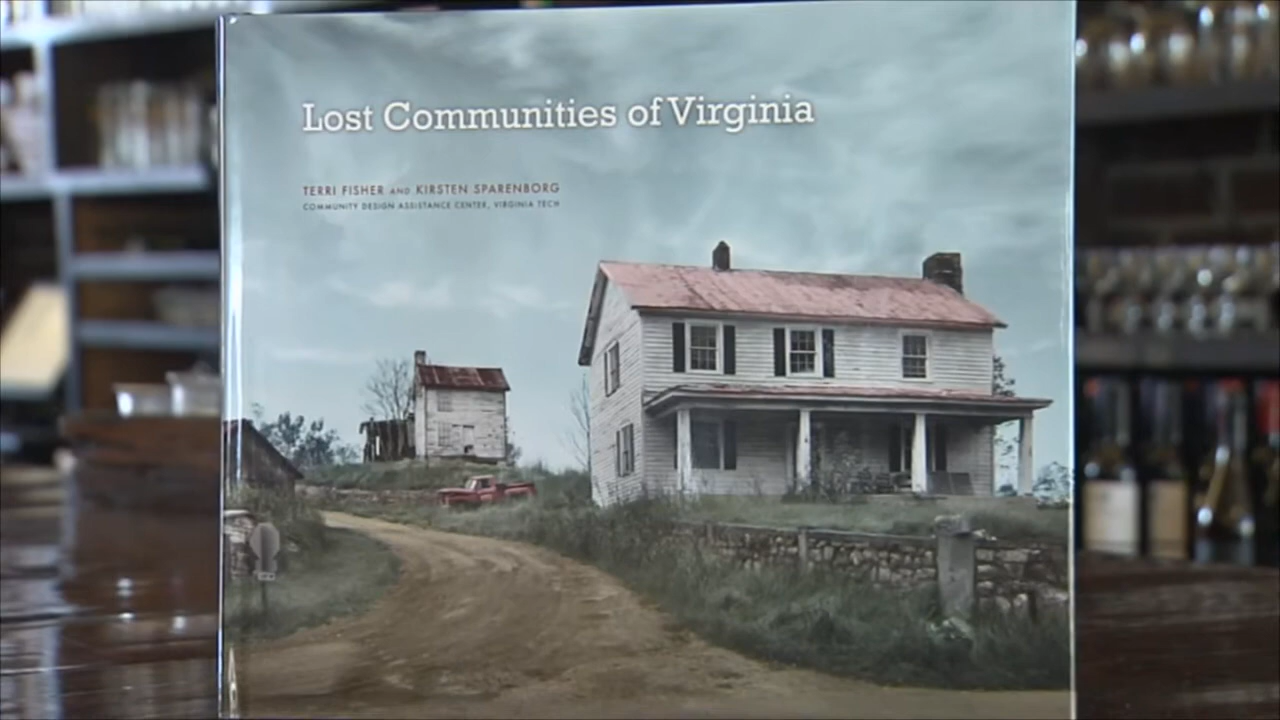 Lost Communities of Virginia
TERRI FISHER AND KIRSTEN SPARENBORG
COMMUNITY DESIGN ASSISTANCE CENTER, VIRGINIA TECH